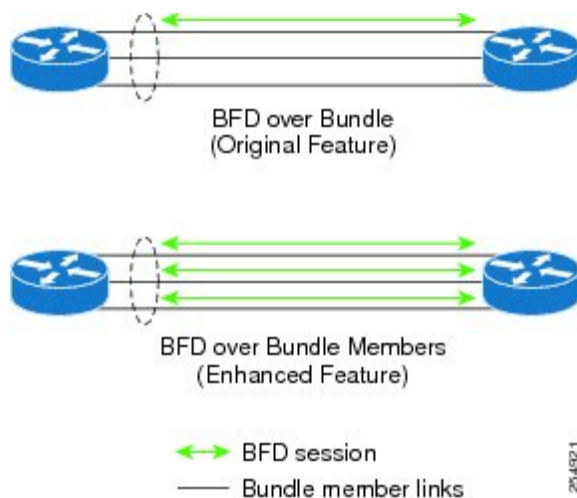 BFD over Bundle
(Original Feature)
BFD over Bundle Members
(Enhanced Feature)
BFD session
Bundle member links
254921